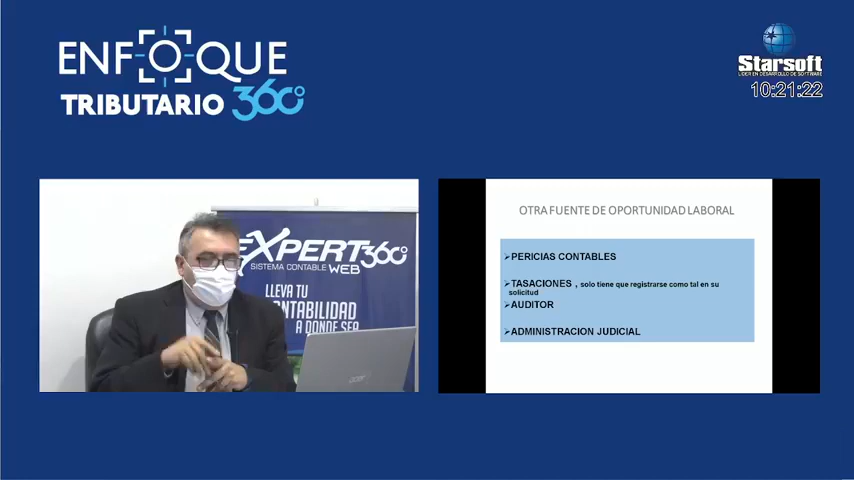 ENFOQUE
TRIBUTARIO 360°
Starsoft
LIDER EN DESARROLLO DE SOFTWARE
10:21:22
EXPERT360°
SISTEMA CONTABLE WEB
LLEVA TU
CONTABILIDAD
A DONDE SEA
acer
OTRA FUENTE DE OPORTUNIDAD LABORAL
➢PERICIAS CONTABLES
➢TASACIONES , solo tiene que registrarse como tal en su
solicitud
➢AUDITOR
➢ADMINISTRACION JUDICIAL